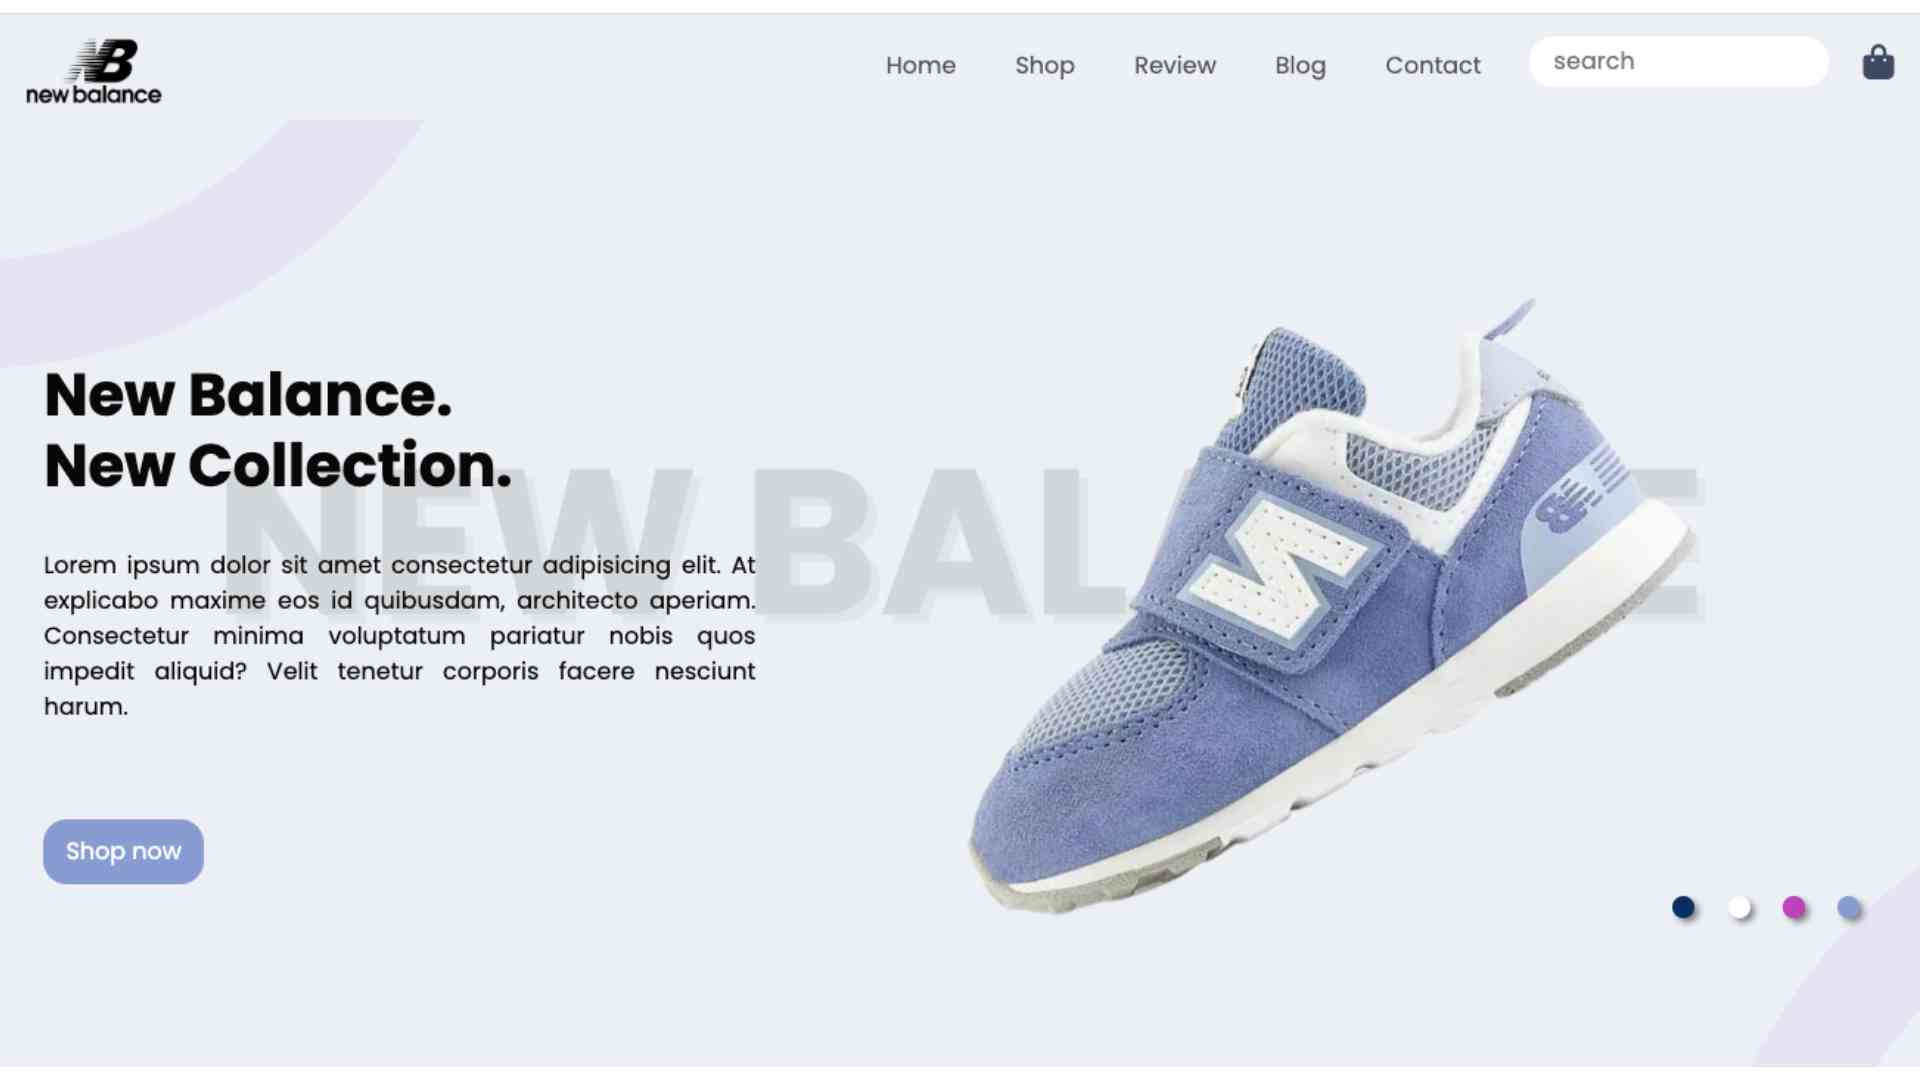 NB
new balance
Home Shop Review Blog Contact search
New Balance.
New Collection.
NEW BAL E
Lorem ipsum dolor sit amet consectetur adipisicing elit. At
explicabo maxime eos id quibusdam, architecto aperiam.
Consectetur minima voluptatum pariatur nobis quos
impedit aliquid? Velit tenetur corporis facere nesciunt
harum.
N
NB
Shop now